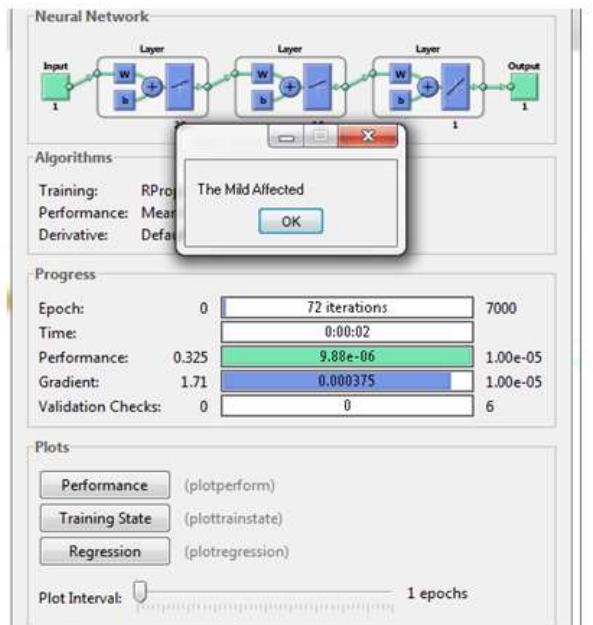 Neural Network
Layer Layer Layer
Input Output
W W W
b b b
1 1 1
The Mild Affected
OK
Algorithms
Training:
Performance:
Derivative:
Progress
Epoch: 0 72 iterations 7000
Time: 0:00:02
Performance: 0.325 9.88e-06 1.00e-05
Gradient: 1.71 0.000375 1.00e-05
Validation Checks: 0 0 6
Plots
Performance (plotperform)
Training State (plottrainstate)
Regression (plotregression)
Plot Interval: 1 epochs